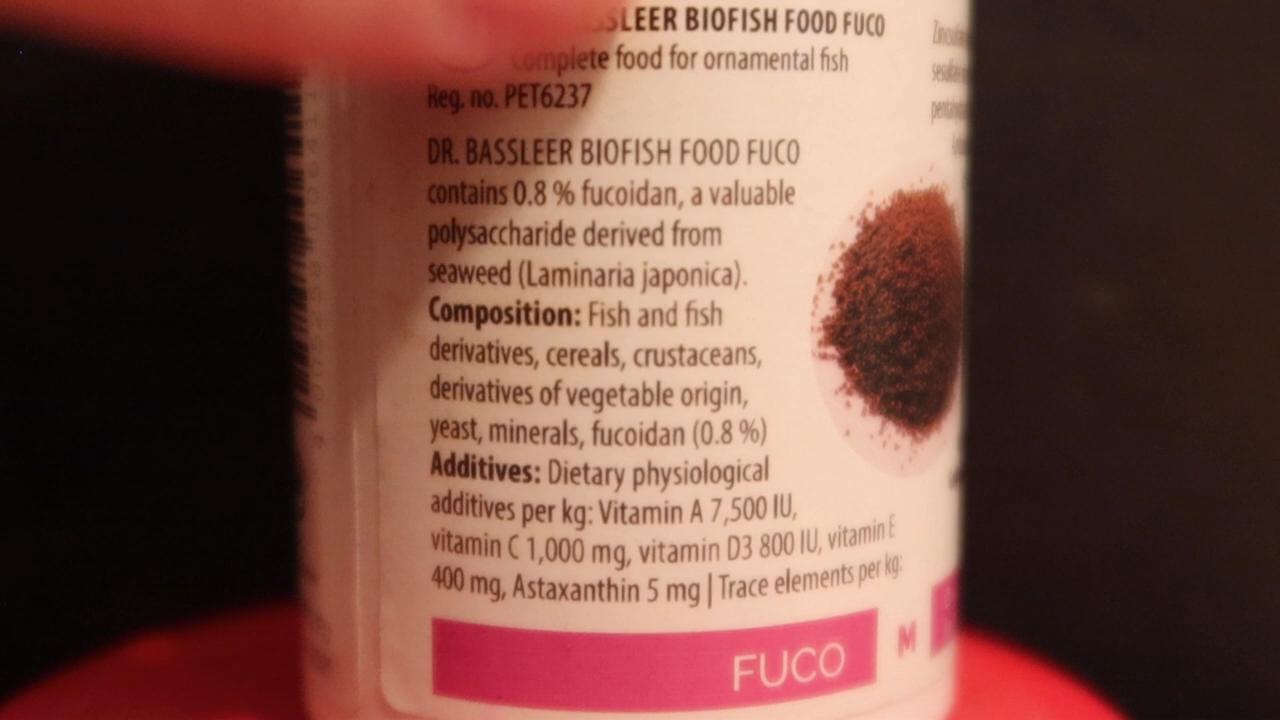 BIOFISH FOOD FUCO
Complete food for ornamental fish
Reg. no. PET6237
DR. BASSLEER BIOFISH FOOD FUCO
contains 0.8 % fucoidan, a valuable
polysaccharide derived from
seaweed (Laminaria japonica).
Composition: Fish and fish
derivatives, cereals, crustaceans,
derivatives of vegetable origin,
yeast, minerals, fucoidan (0.8 %)
Additives: Dietary physiological
additives per kg: Vitamin A 7,500 IU,
vitamin C 1,000 mg, vitamin D3 800 IU, vitamin E
400 mg, Astaxanthin 5 mg | Trace elements per kg:
FUCO
M